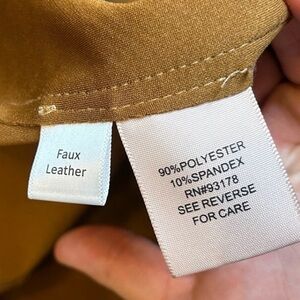 Faux
Leather
90%POLYESTER
10%SPANDEX
RN#93178
SEE REVERSE
FOR CARE